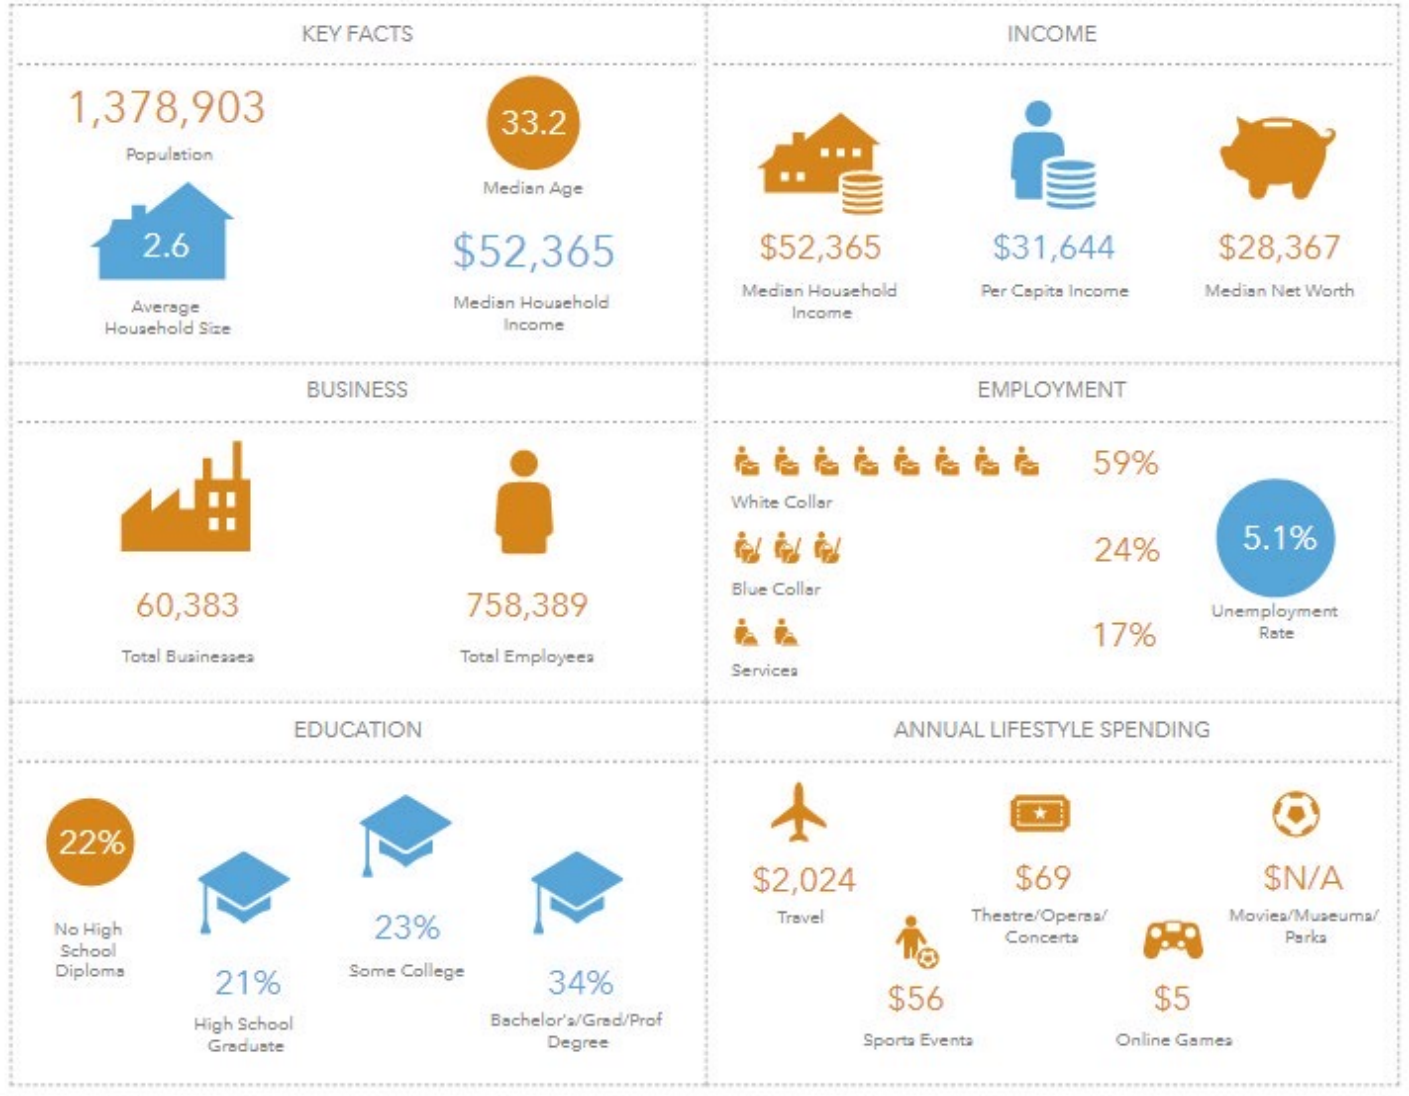 KEY FACTS
1,378,903
Population
33.2
Median Age
2.6
Average
Household Size
$52,365
Median Household
Income
INCOME
$52,365
Median Household
Income
$31,644
Per Capita Income
$28,367
Median Net Worth
BUSINESS
60,383
Total Businesses
758,389
Total Employees
EMPLOYMENT
59%
White Collar
24%
Blue Collar
17%
Services
5.1%
Unemployment
Rate
EDUCATION
22%
No High
School
Diploma
21%
High School
Graduate
23%
Some College
34%
Bachelor's/Grad/Prof
Degree
ANNUAL LIFESTYLE SPENDING
$2,024
Travel
$69
Theatre/Operas/
Concerts
$N/A
Movies/Museums/
Parks
$56
Sports Events
$5
Online Games